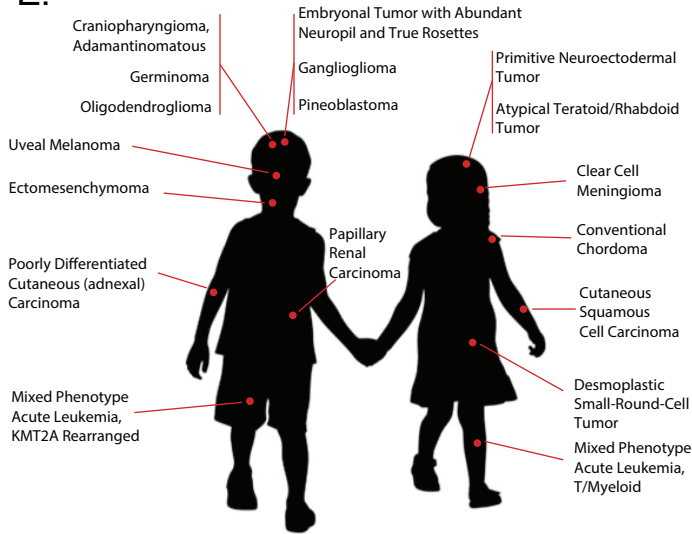 E.
Craniopharyngioma,
Adamantinomatous
Germinoma
Oligodendroglioma
Embryonal Tumor with Abundant
Neuropil and True Rosettes
Ganglioglioma
Pineoblastoma
Primitive Neuroectodermal
Tumor
Atypical Teratoid/Rhabdoid
Tumor
Uveal Melanoma
Ectomesenchymoma
Clear Cell
Meningioma
Papillary
Renal
Carcinoma
Conventional
Chordoma
Poorly Differentiated
Cutaneous (adnexal)
Carcinoma
Cutaneous
Squamous
Cell Carcinoma
Mixed Phenotype
Acute Leukemia,
KMT2A Rearranged
Desmoplastic
Small-Round-Cell
Tumor
Mixed Phenotype
Acute Leukemia,
T/Myeloid